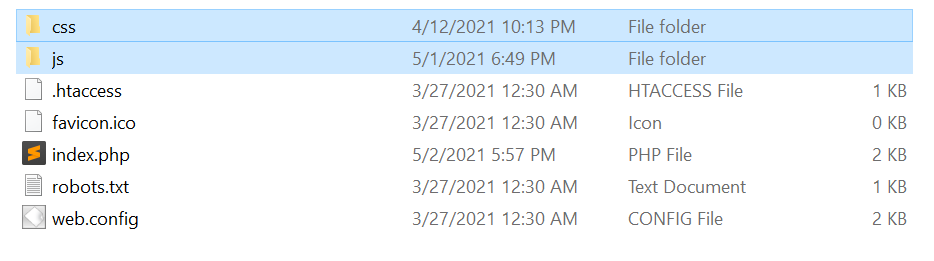 css 4/12/2021 10:13 PM File folder
js 5/1/2021 6:49 PM File folder
.htaccess 3/27/2021 12:30 AM HTACCESS File 1 KB
favicon.ico 3/27/2021 12:30 AM Icon 0 KB
index.php 5/2/2021 5:57 PM PHP File 2 KB
robots.txt 3/27/2021 12:30 AM Text Document 1 KB
web.config 3/27/2021 12:30 AM CONFIG File 2 KB